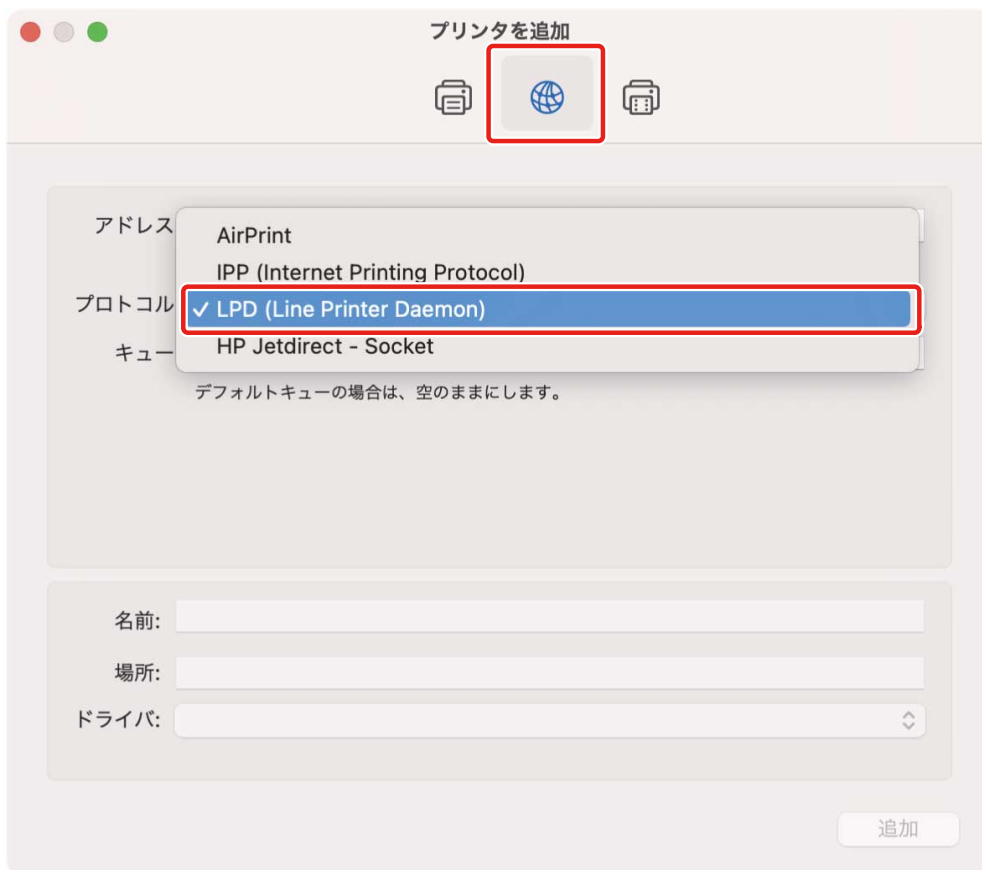 プリンタを追加
アドレス
AirPrint
IPP (Internet Printing Protocol)
プロトコル
✓ LPD (Line Printer Daemon)
キュー
HP Jetdirect - Socket
デフォルトキューの場合は、空のままにします。
名前:
場所:
ドライバ:
追加